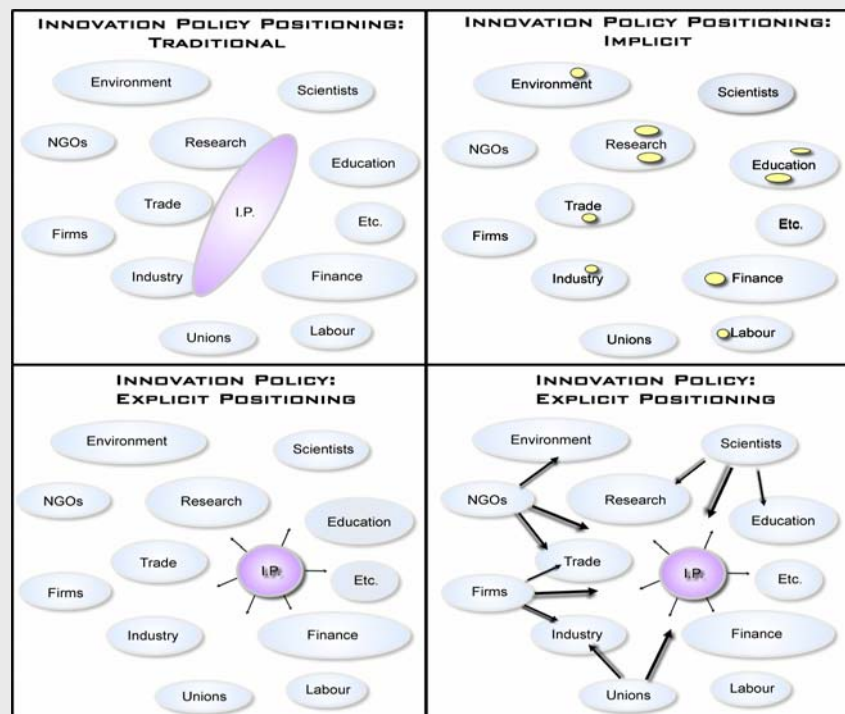 INNOVATION POLICY POSITIONING:
TRADITIONAL
Environment
Scientists
NGOs
Research
Education
Trade
I.P.
Etc.
Firms
Industry
Finance
Unions
Labour
INNOVATION POLICY POSITIONING:
IMPLICIT
Environment
Scientists
NGOs
Research
Education
Trade
Etc.
Firms
Industry
Finance
Unions
Labour
INNOVATION POLICY:
EXPLICIT POSITIONING
Environment
Scientists
NGOs
Research
Education
Trade
I.P.
Etc.
Firms
Industry
Finance
Unions
Labour
INNOVATION POLICY:
EXPLICIT POSITIONING
Environment
Scientists
NGOs
Research
Education
Trade
I.P.
Etc.
Firms
Industry
Finance
Unions
Labour